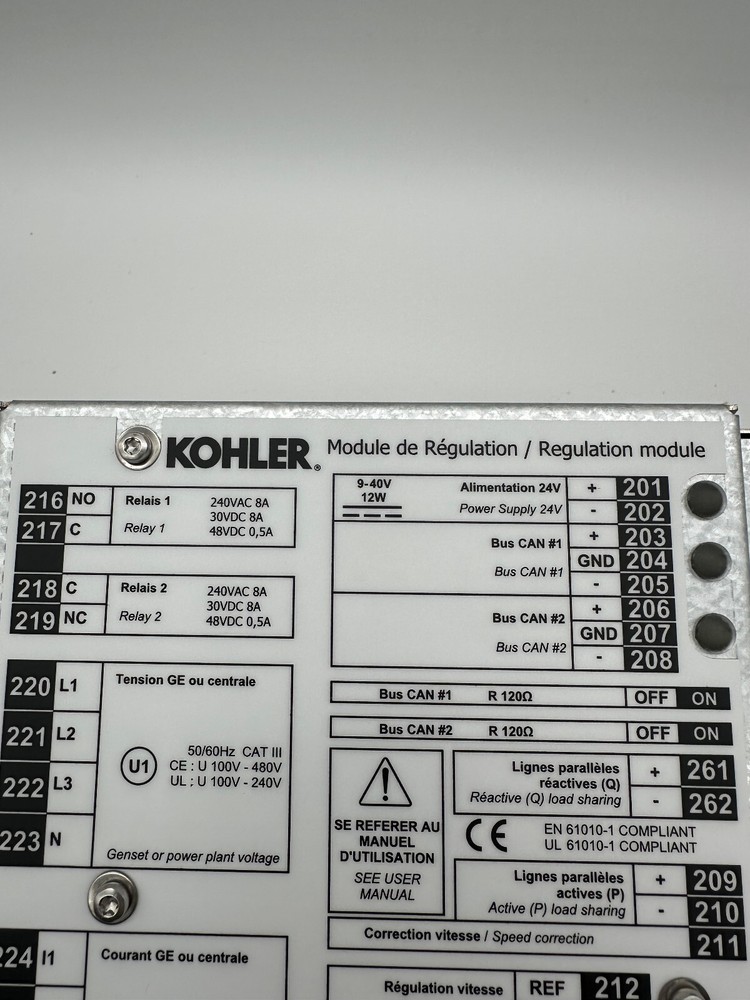 KOHLER® Module de Régulation / Regulation module
216 NO Relais 1 240VAC 8A
30VDC 8A
217 C Relay 1 48VDC 0,5A
218 C Relais 2 240VAC 8A
30VDC 8A
219 NC Relay 2 48VDC 0,5A
220 L1 Tension GE ou centrale
221 L2
U1 50/60Hz CAT III
CE : U 100V - 480V
222 L3 UL : U 100V - 240V
223 N
Genset or power plant voltage
224 I1 Courant GE ou centrale
9-40V Alimentation 24V + 201
12W Power Supply 24V - 202
+ 203
Bus CAN #1 GND 204
Bus CAN #1 - 205
+ 206
Bus CAN #2 GND 207
Bus CAN #2 - 208
Bus CAN #1 R 120Ω OFF ON
Bus CAN #2 R 120Ω OFF ON
SE REFERER AU
MANUEL
D'UTILISATION
SEE USER
MANUAL
Lignes parallèles + 261
réactives (Q)
Réactive (Q) load sharing - 262
CE EN 61010-1 COMPLIANT
UL 61010-1 COMPLIANT
Lignes parallèles + 209
actives (P)
Active (P) load sharing - 210
Correction vitesse / Speed correction 211
Régulation vitesse REF 212